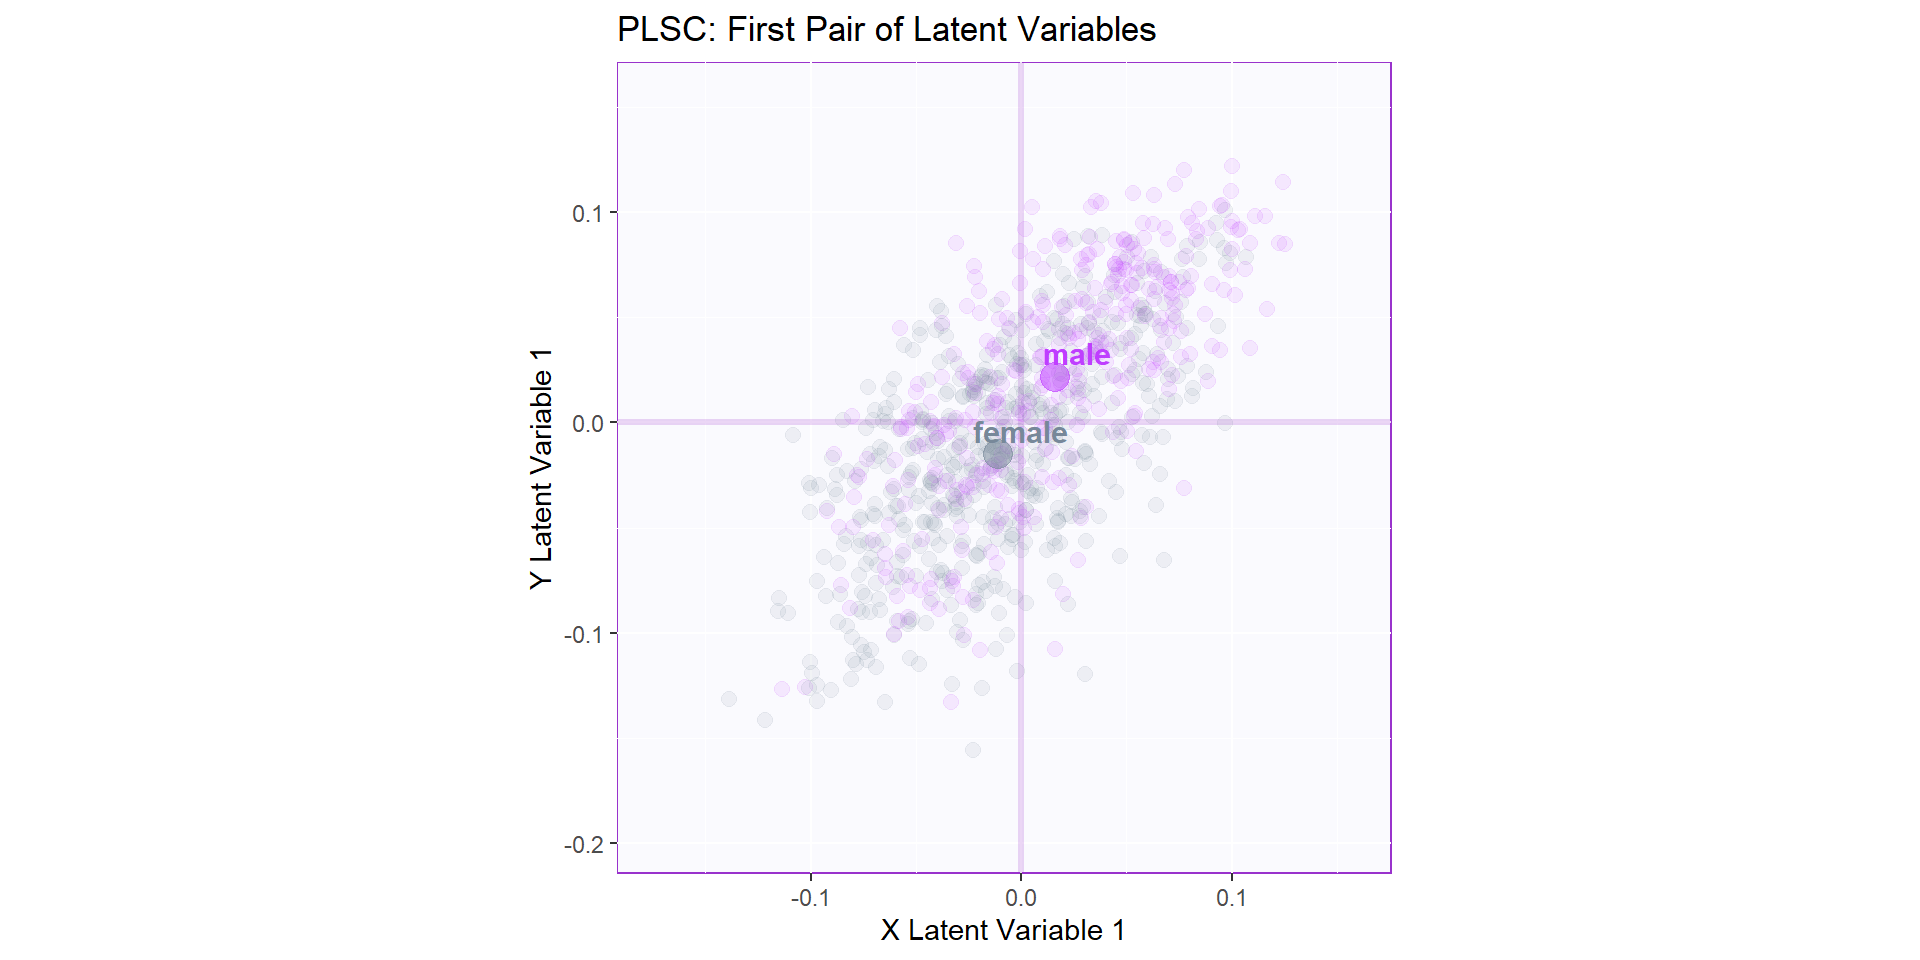 PLSC: First Pair of Latent Variables
0.1
0.0
-0.1
-0.2
Y Latent Variable 1
male
female
-0.1
0.0
0.1
X Latent Variable 1